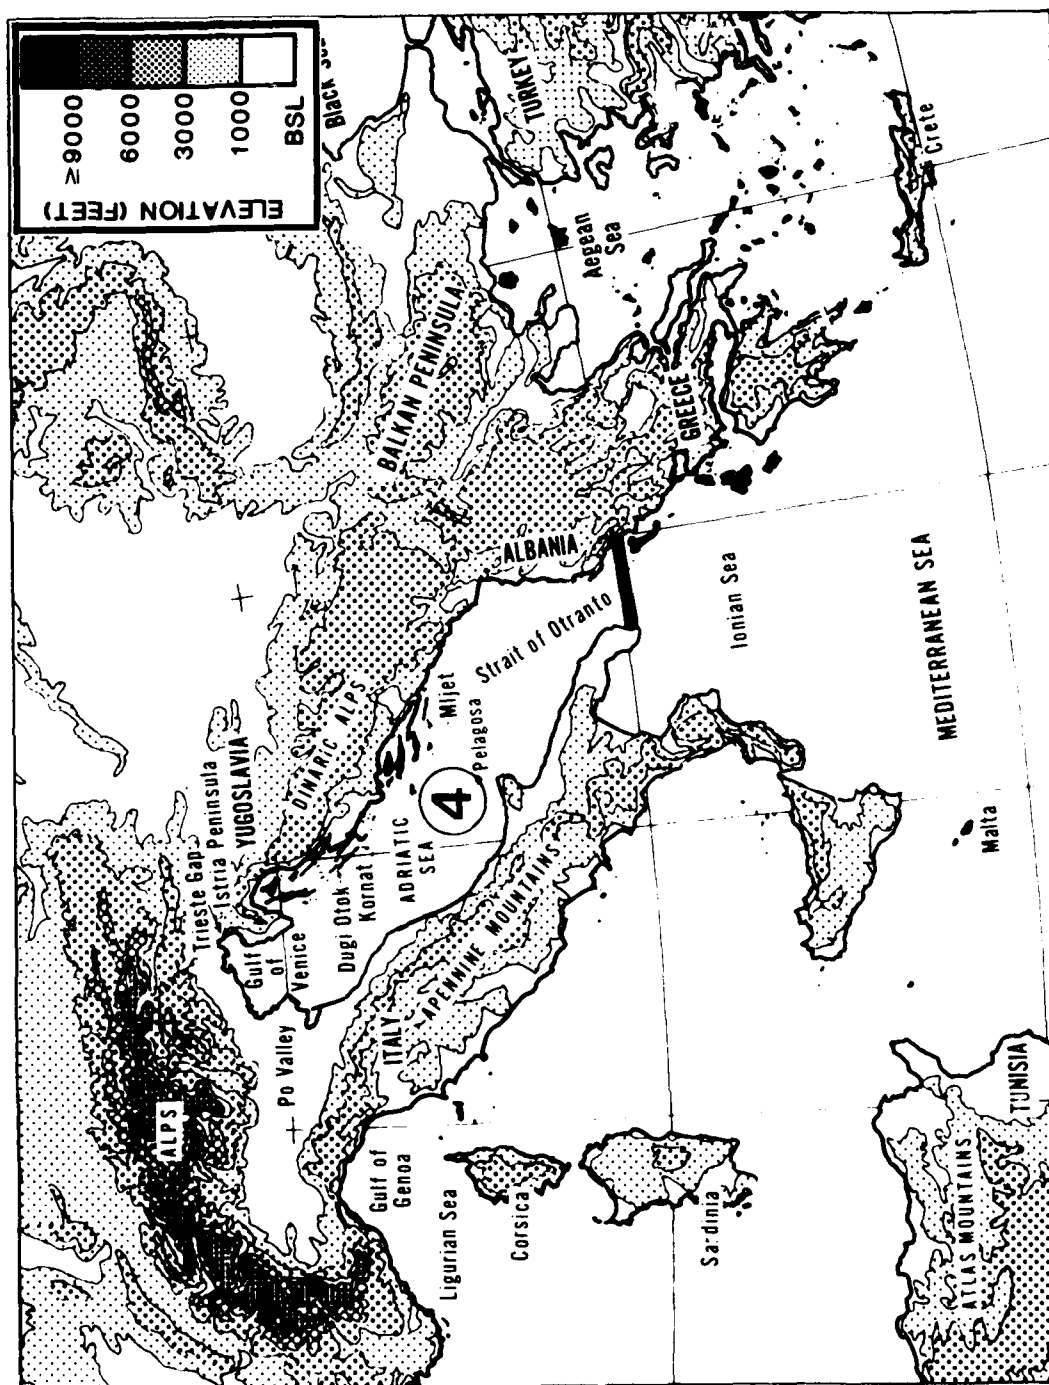 ELEVATION (FEET)
≥9000
6000
3000
1000
BSL
Black Sea
TURKEY
Aegean
Sea
Crete
BALKAN PENINSULA
GREECE
ALBANIA
Strait of Otranto
Ionian Sea
MEDITERRANEAN SEA
Trieste Gap
Istria Peninsula
YUGOSLAVIA
DINARIC ALPS
Mljet
Pelagosa
4
ADRIATIC
SEA
Dugi Otok
Kornat
Gulf
of
Venice
Po Valley
ALPS
ITALY
APENNINE MOUNTAINS
Malta
Gulf of
Genoa
Ligurian Sea
Corsica
Sardinia
TUNISIA
ATLAS MOUNTAINS